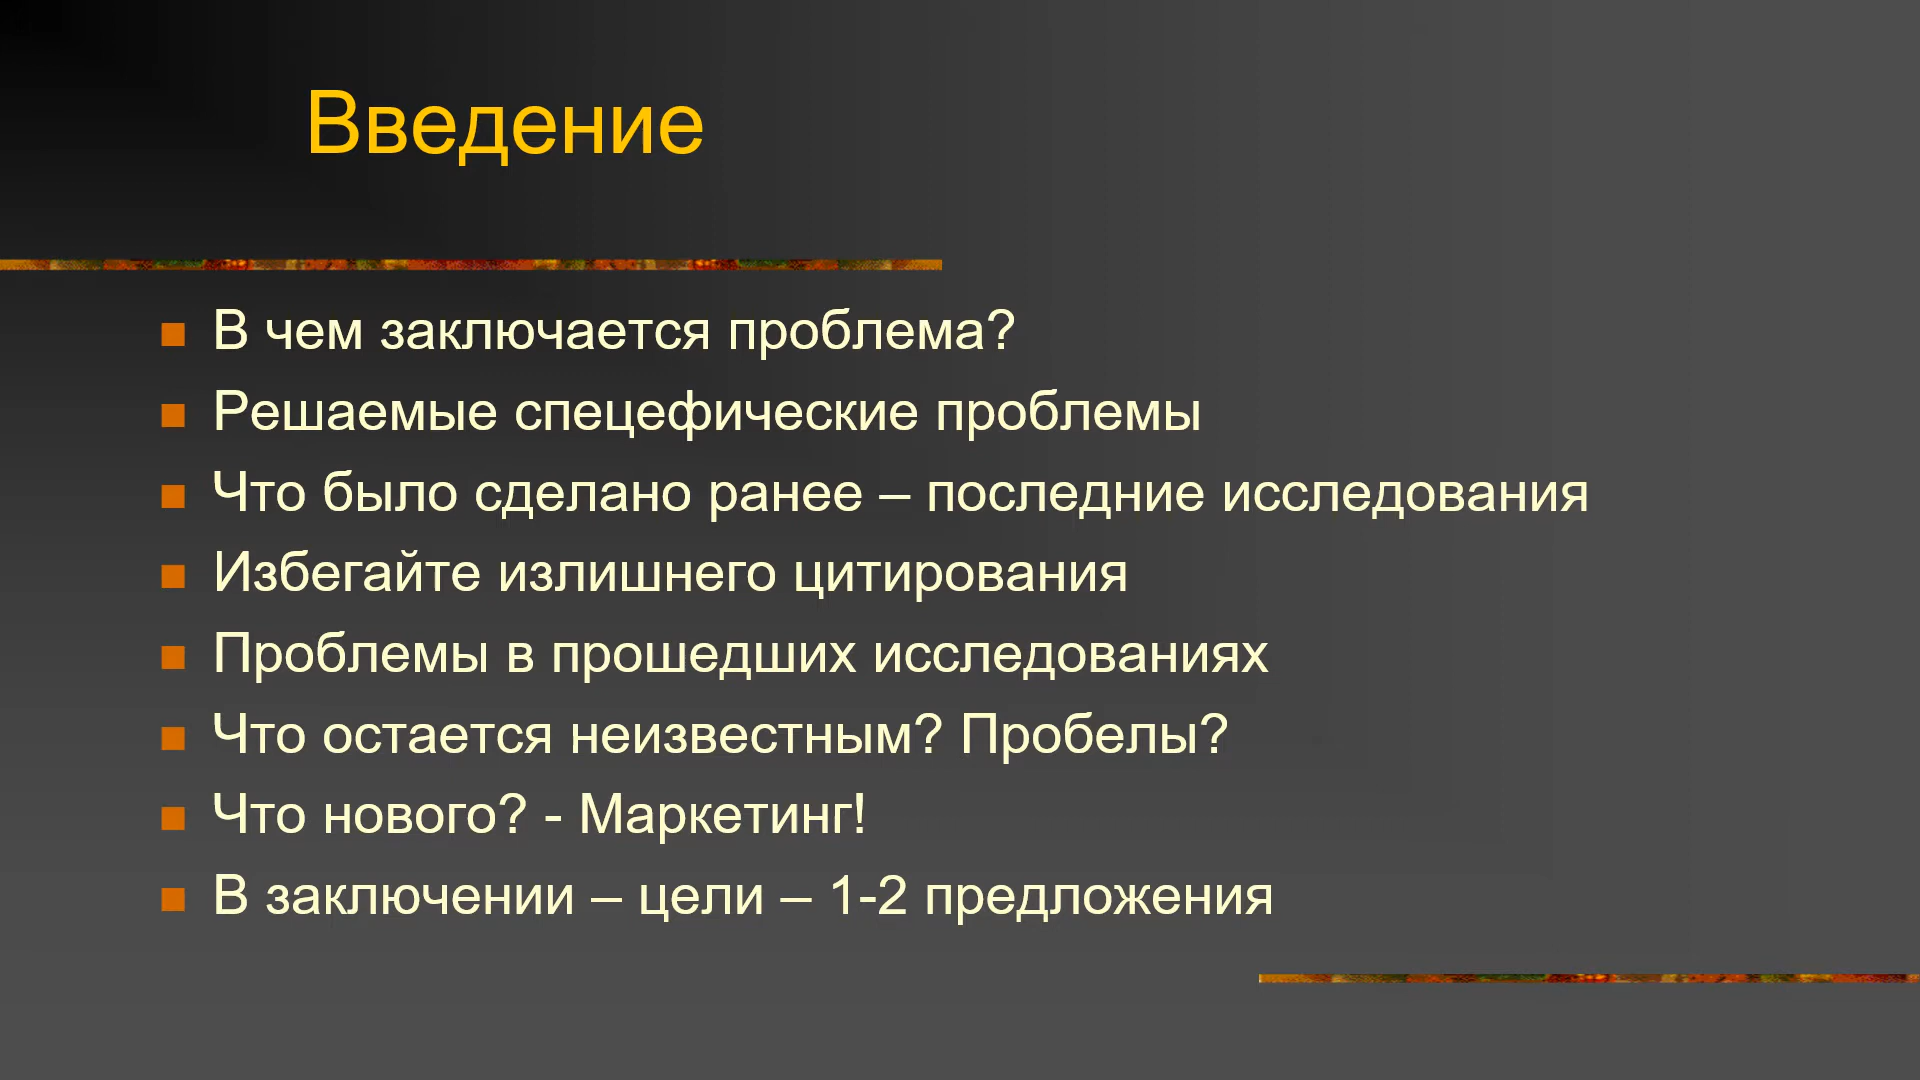 Введение
В чем заключается проблема?
Решаемые спецефические проблемы
Что было сделано ранее – последние исследования
Избегайте излишнего цитирования
Проблемы в прошедших исследованиях
Что остается неизвестным? Пробелы?
Что нового? - Маркетинг!
В заключении – цели – 1-2 предложения